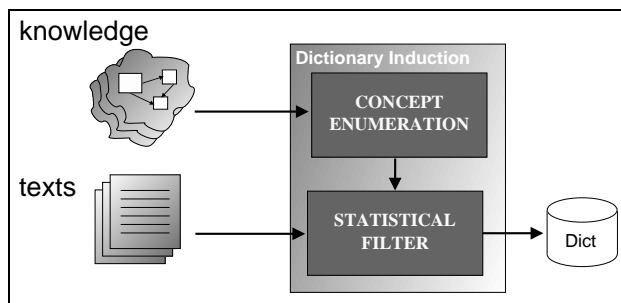 knowledge
Dictionary Induction
CONCEPT
ENUMERATION
texts
STATISTICAL
FILTER
Dict